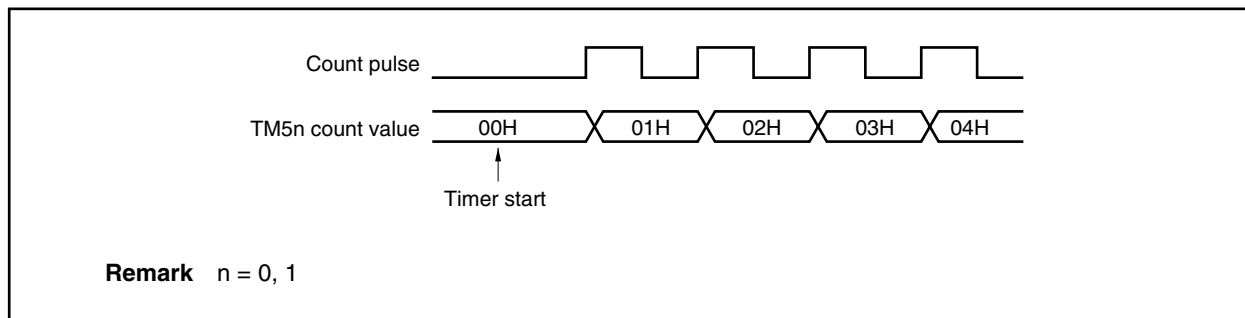 Count pulse
TM5n count value
00H 01H 02H 03H 04H
Timer start
Remark n = 0, 1